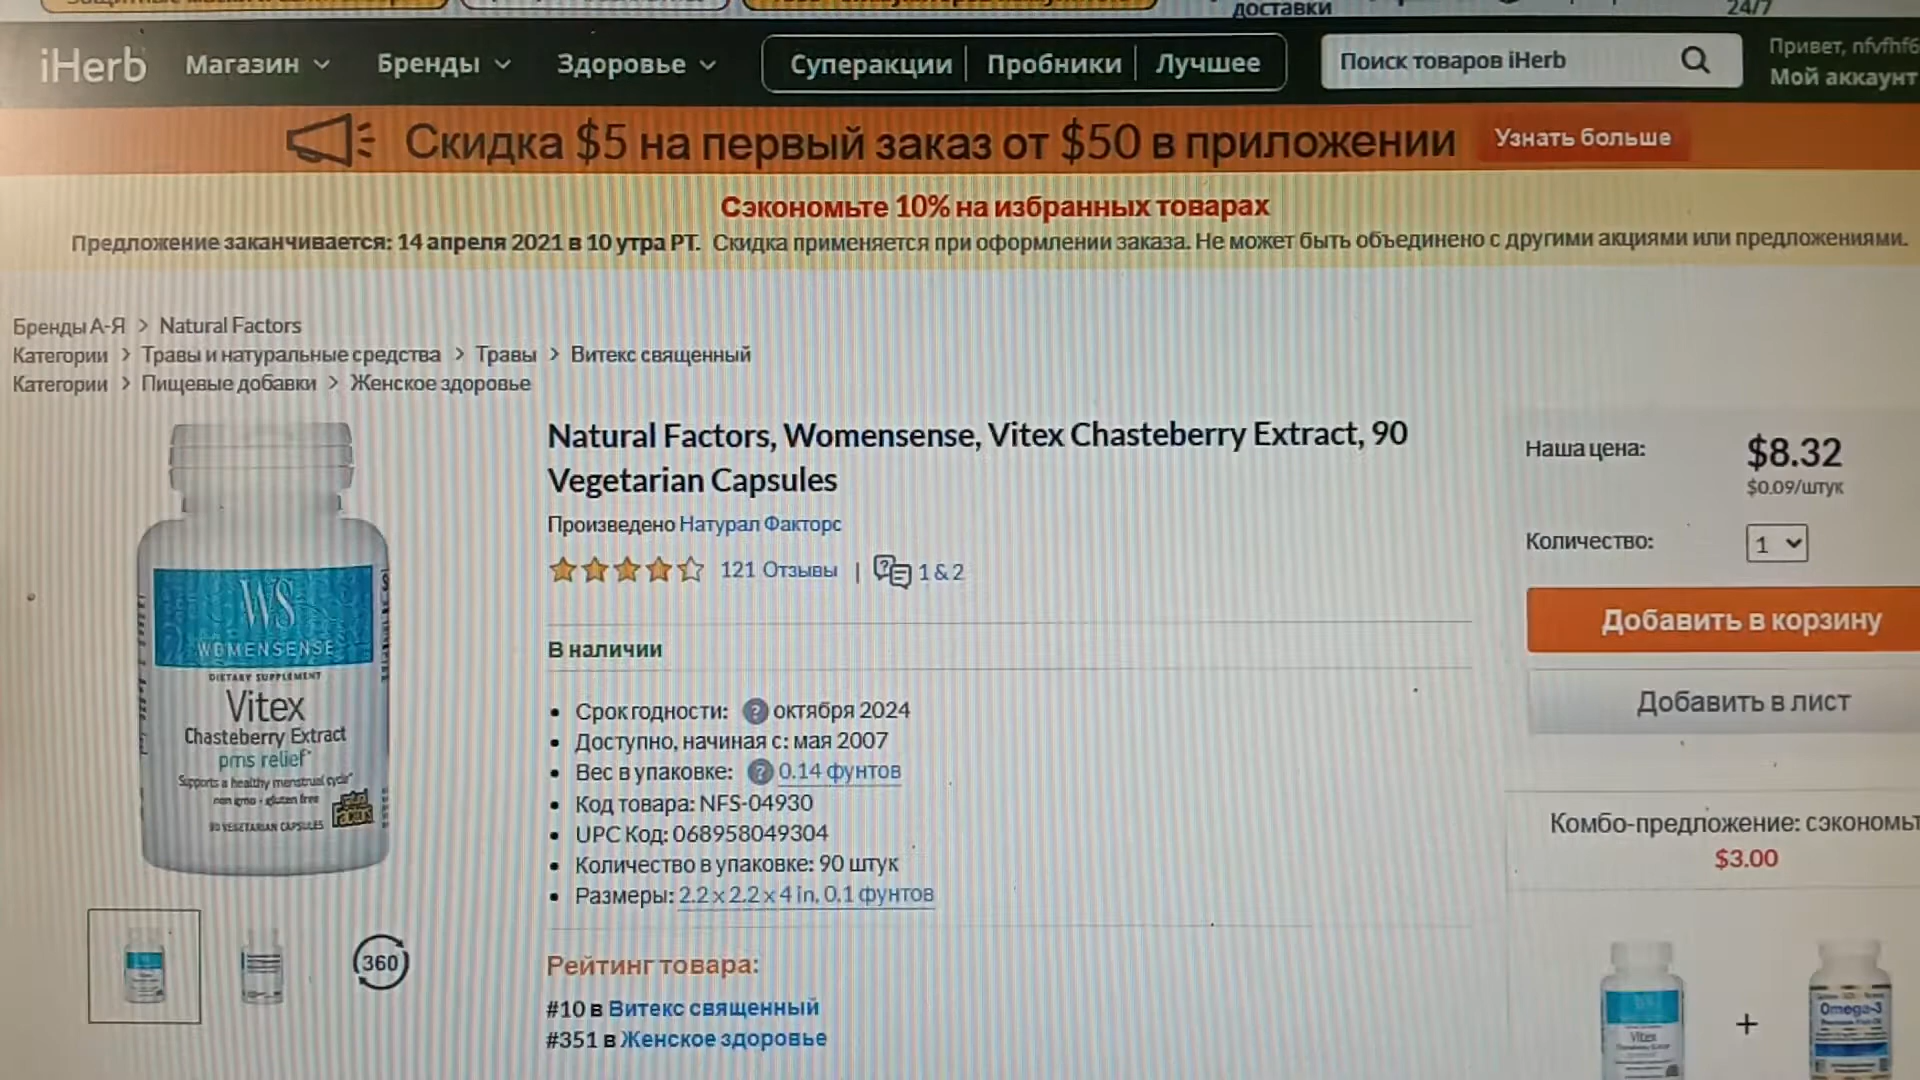 доставки
24/7
iHerb
Магазин
Бренды
Здоровье
Суперакции
Пробники
Лучшее
Поиск товаров iHerb
Привет, nfvfhf6
Мой аккаунт
Скидка $5 на первый заказ от $50 в приложении
Узнать больше
Сэкономьте 10% на избранных товарах
Предложение заканчивается: 14 апреля 2021 в 10 утра PT. Скидка применяется при оформлении заказа. Не может быть объединено с другими акциями или предложениями.
Бренды А-Я > Natural Factors
Категории > Травы и натуральные средства > Травы > Витекс священный
Категории > Пищевые добавки > Женское здоровье
WS
WOMENSENSE
DIETARY SUPPLEMENT
Vitex
Chasteberry Extract
pms relief*
Supports a healthy menstrual cycle*
non gmo • gluten free
natural Factors
90 VEGETARIAN CAPSULES
360
Natural Factors, Womensense, Vitex Chasteberry Extract, 90
Vegetarian Capsules
Произведено Натурал Факторс
121 Отзывы | 1 & 2
В наличии
• Срок годности: ? октября 2024
• Доступно, начиная с: мая 2007
• Вес в упаковке: ? 0.14 фунтов
• Код товара: NFS-04930
• UPC Код: 068958049304
• Количество в упаковке: 90 штук
• Размеры: 2.2 x 2.2 x 4 in, 0.1 фунтов
Рейтинг товара:
#10 в Витекс священный
#351 в Женское здоровье
Наша цена: $8.32
$0.09/штук
Количество: 1
Добавить в корзину
Добавить в лист
Комбо-предложение: сэкономьт
$3.00
Vitex
+
Omega-3